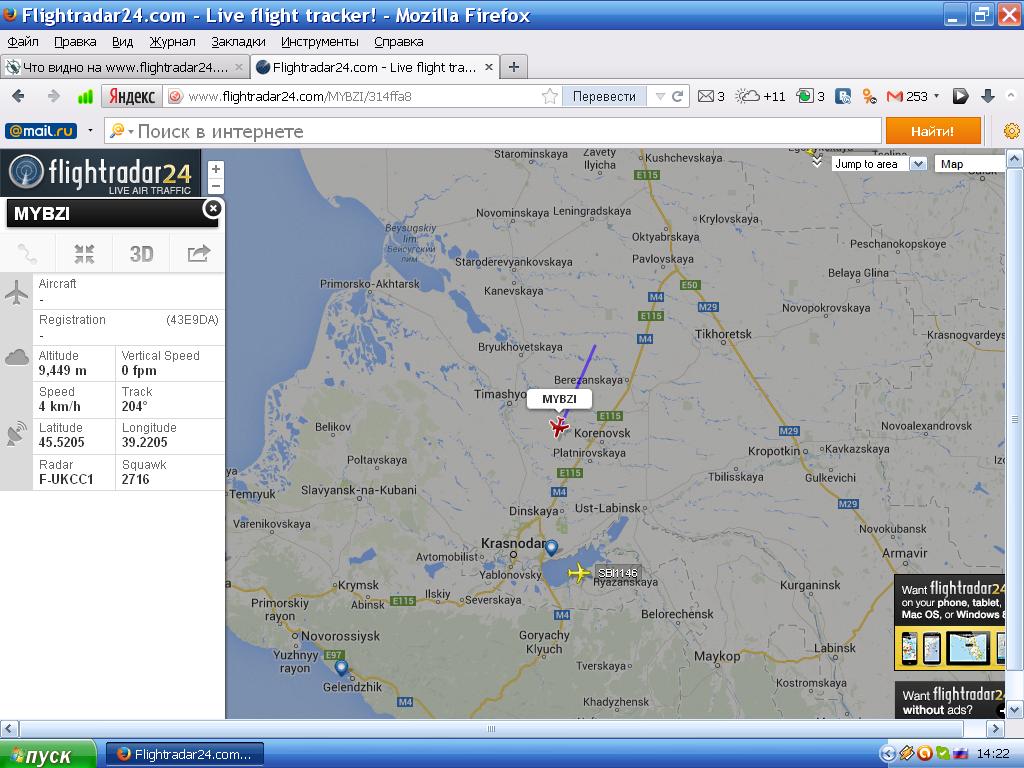 Flightradar24.com - Live flight tracker! - Mozilla Firefox
Файл Правка Вид Журнал Закладки Инструменты Справка
Что видно на www.flightradar24....
Flightradar24.com - Live flight tra...
Яндекс
www.flightradar24.com/MYBZI/314ffa8
Перевести
3
+11
3
253
@mail.ru
Поиск в интернете
Найти!
flightradar24
LIVE AIR TRAFFIC
+
−
Jump to area
Map
MYBZI
3D
Aircraft
-
Registration (43E9DA)
-
Altitude
9,449 m
Vertical Speed
0 fpm
Speed
4 km/h
Track
204°
Latitude
45.5205
Longitude
39.2205
Radar
F-UKCC1
Squawk
2716
Starominskaya
Zavety Ilyicha
Kushchevskaya
E115
Novominskaya
Leningradskaya
Krylovskaya
Beysugskiy lim
Бейсугский лим
Oktyabrskaya
Peschanokopskoye
Staroderevyankovskaya
Pavlovskaya
Belaya Glina
Primorsko-Akhtarsk
Kanevskaya
E50
M4
M29
Novopokrovskaya
E115
Tikhoretsk
Krasnogvardeys
M4
Bryukhovetskaya
Berezanskaya
Timashyo
MYBZI
E115
Belikov
Korenovsk
M29
Novoalexandrovsk
Platnirovskaya
Kropotkin
Kavkazskaya
Poltavskaya
E115
Tbilisskaya
Gulkevichi
Temryuk
Slavyansk-na-Kubani
M4
M29
Dinskaya
Ust-Labinsk
Varenikovskaya
Novokubansk
Krasnodar
Avtomobilist
Armavir
Yablonovsky
SBI1146
Ryazanskaya
Krymsk
Ilskiy
Kurganinsk
Abinsk
E115
Severskaya
Primorskiy rayon
M4
Belorechensk
Novorossiysk
Goryachy Klyuch
Labinsk
Yuzhnyy rayon
E97
Maykop
Tverskaya
Gelendzhik
Kostromskaya
M4
Khadyzhensk
Want flightradar24
on your phone, tablet,
Mac OS, or Windows 8
Want flightradar24
without ads?
пуск
Flightradar24.com...
14:22